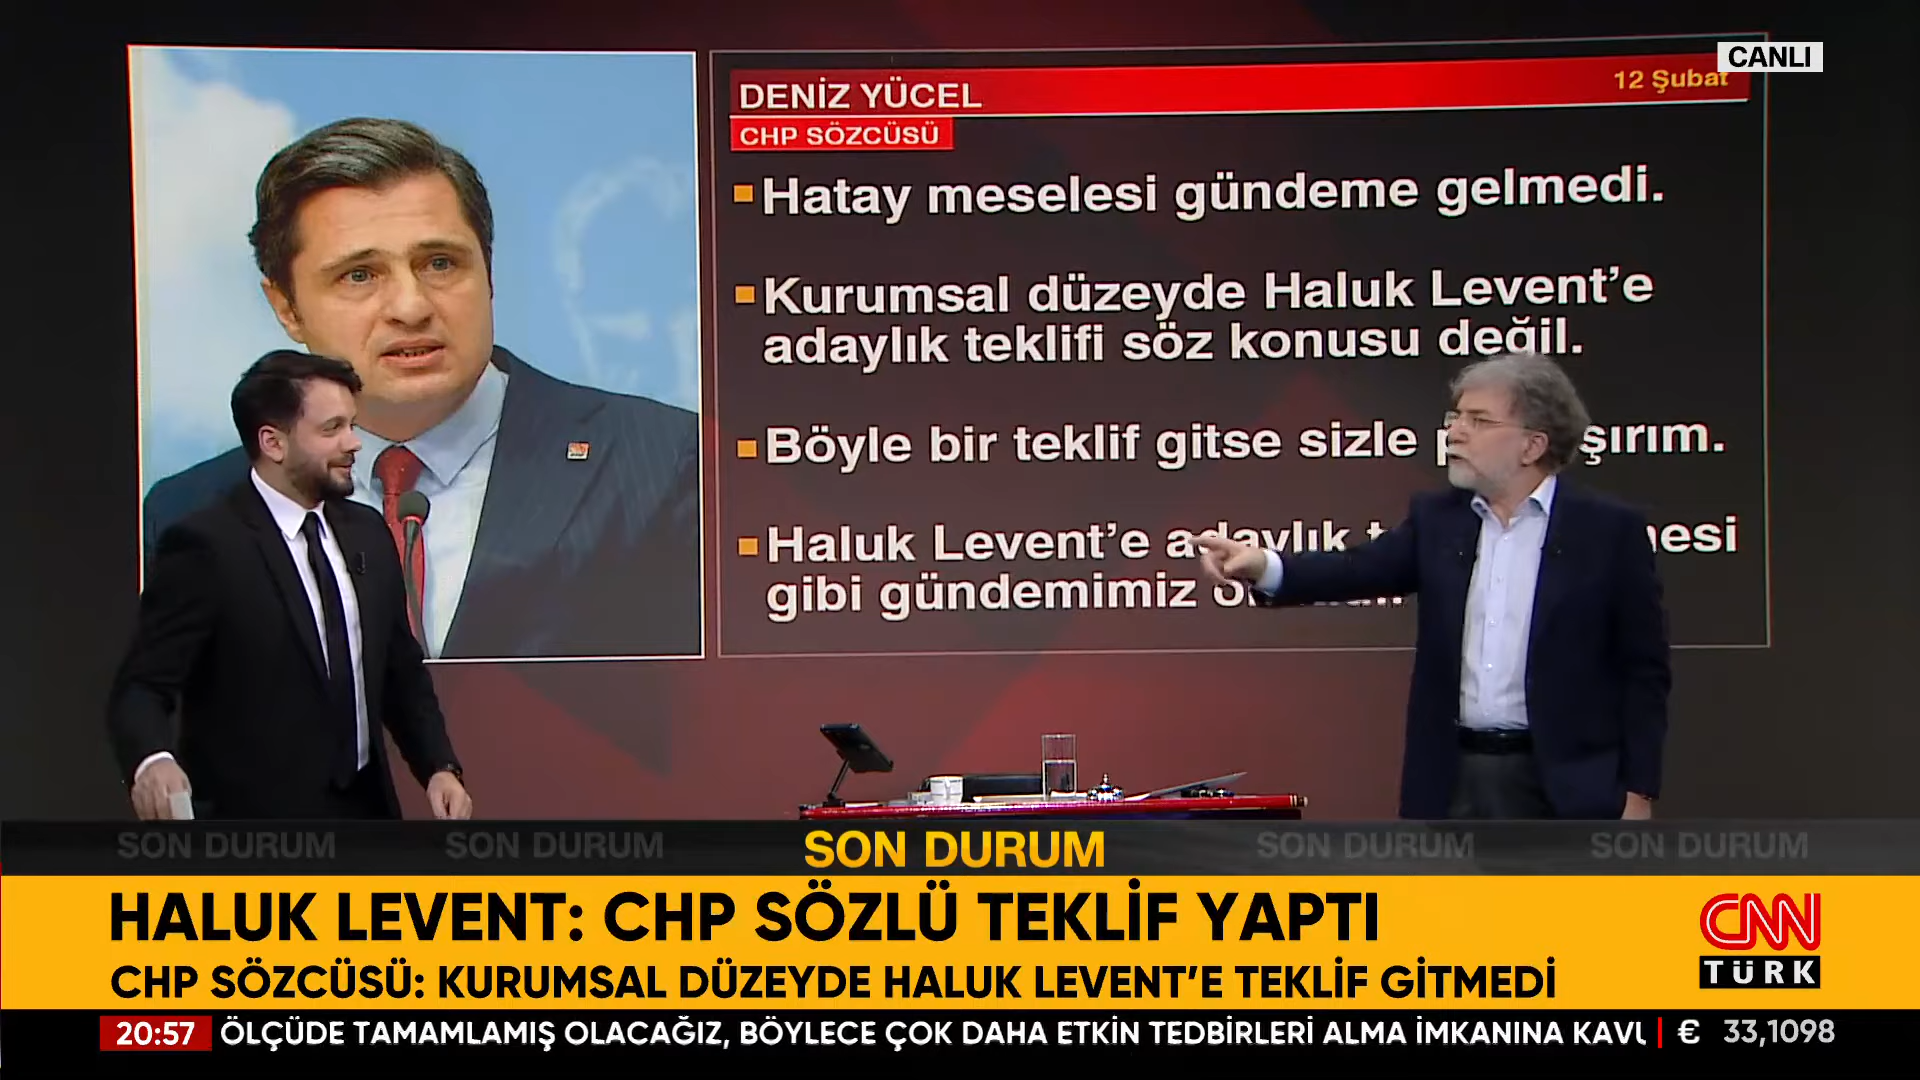 CANLI
DENİZ YÜCEL
12 Şubat
CHP SÖZCÜSÜ
Hatay meselesi gündeme gelmedi.
Kurumsal düzeyde Haluk Levent’e
adaylık teklifi söz konusu değil.
Böyle bir teklif gitse sizle
Haluk Levent’e adaylık
gibi gündemimiz
SON DURUM SON DURUM SON DURUM SON DURUM SON DURUM
HALUK LEVENT: CHP SÖZLÜ TEKLİF YAPTI
CHP SÖZCÜSÜ: KURUMSAL DÜZEYDE HALUK LEVENT’E TEKLİF GİTMEDİ
CNN
TÜRK
20:57 ÖLÇÜDE TAMAMLAMIŞ OLACAĞIZ, BÖYLECE ÇOK DAHA ETKİN TEDBİRLERİ ALMA İMKANINA € 33,1098